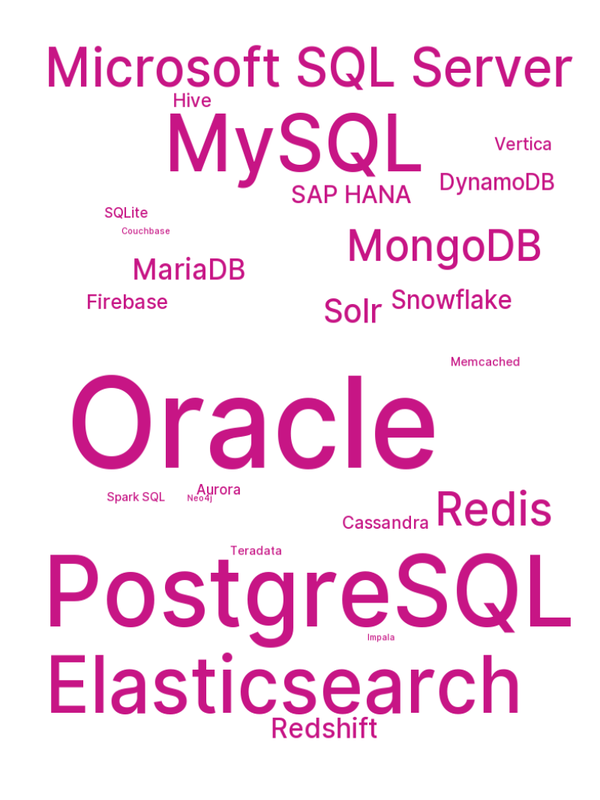 Microsoft SQL Server
Hive
MySQL
Vertica
DynamoDB
SAP HANA
SQLite
Couchbase
MongoDB
MariaDB
Firebase
Snowflake
Solr
Memcached
Oracle
Aurora
Spark SQL
Neo4j
Redis
Cassandra
Teradata
PostgreSQL
Impala
Elasticsearch
Redshift